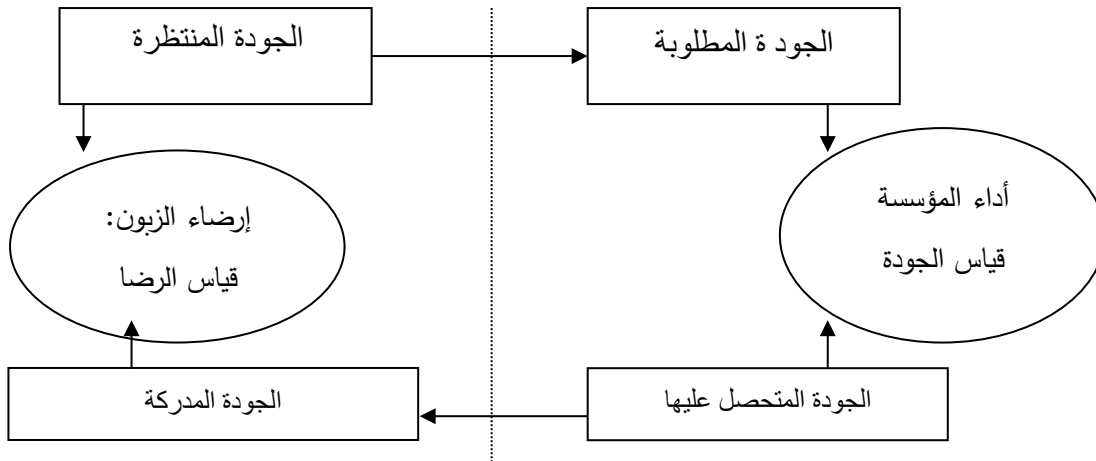 الجود ة المطلوبة
الجودة المنتظرة
أداء المؤسسة
قياس الجودة
إرضاء الزبون:
قياس الرضا
الجودة المتحصل عليها
الجودة المدركة